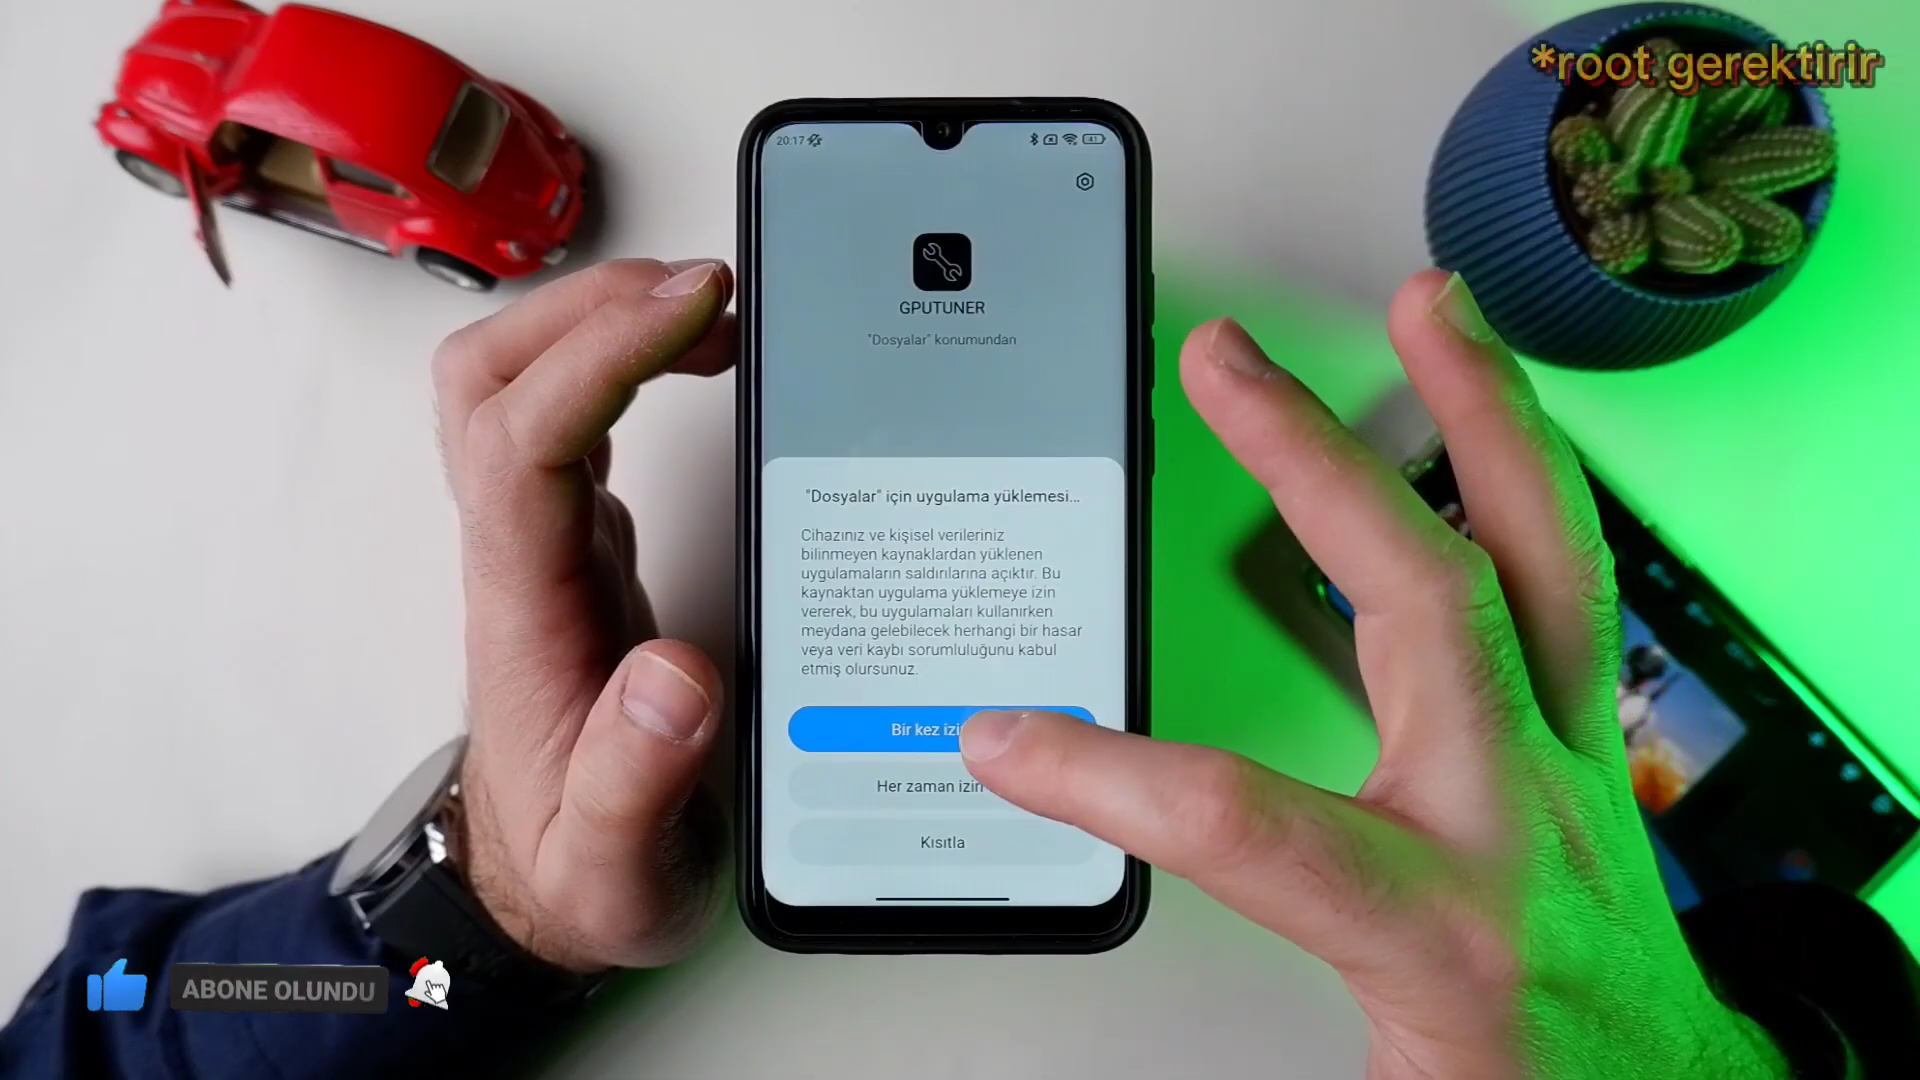 *root gerektirir
20:17
41
GPUTUNER
"Dosyalar" konumundan
"Dosyalar" için uygulama yüklemesi...
Cihazınız ve kişisel verileriniz
bilinmeyen kaynaklardan yüklenen
uygulamaların saldırılarına açıktır. Bu
kaynaktan uygulama yüklemeye izin
vererek, bu uygulamaları kullanırken
meydana gelebilecek herhangi bir hasar
veya veri kaybı sorumluluğunu kabul
etmiş olursunuz.
Bir kez
Her zaman izin
Kısıtla
ABONE OLUNDU